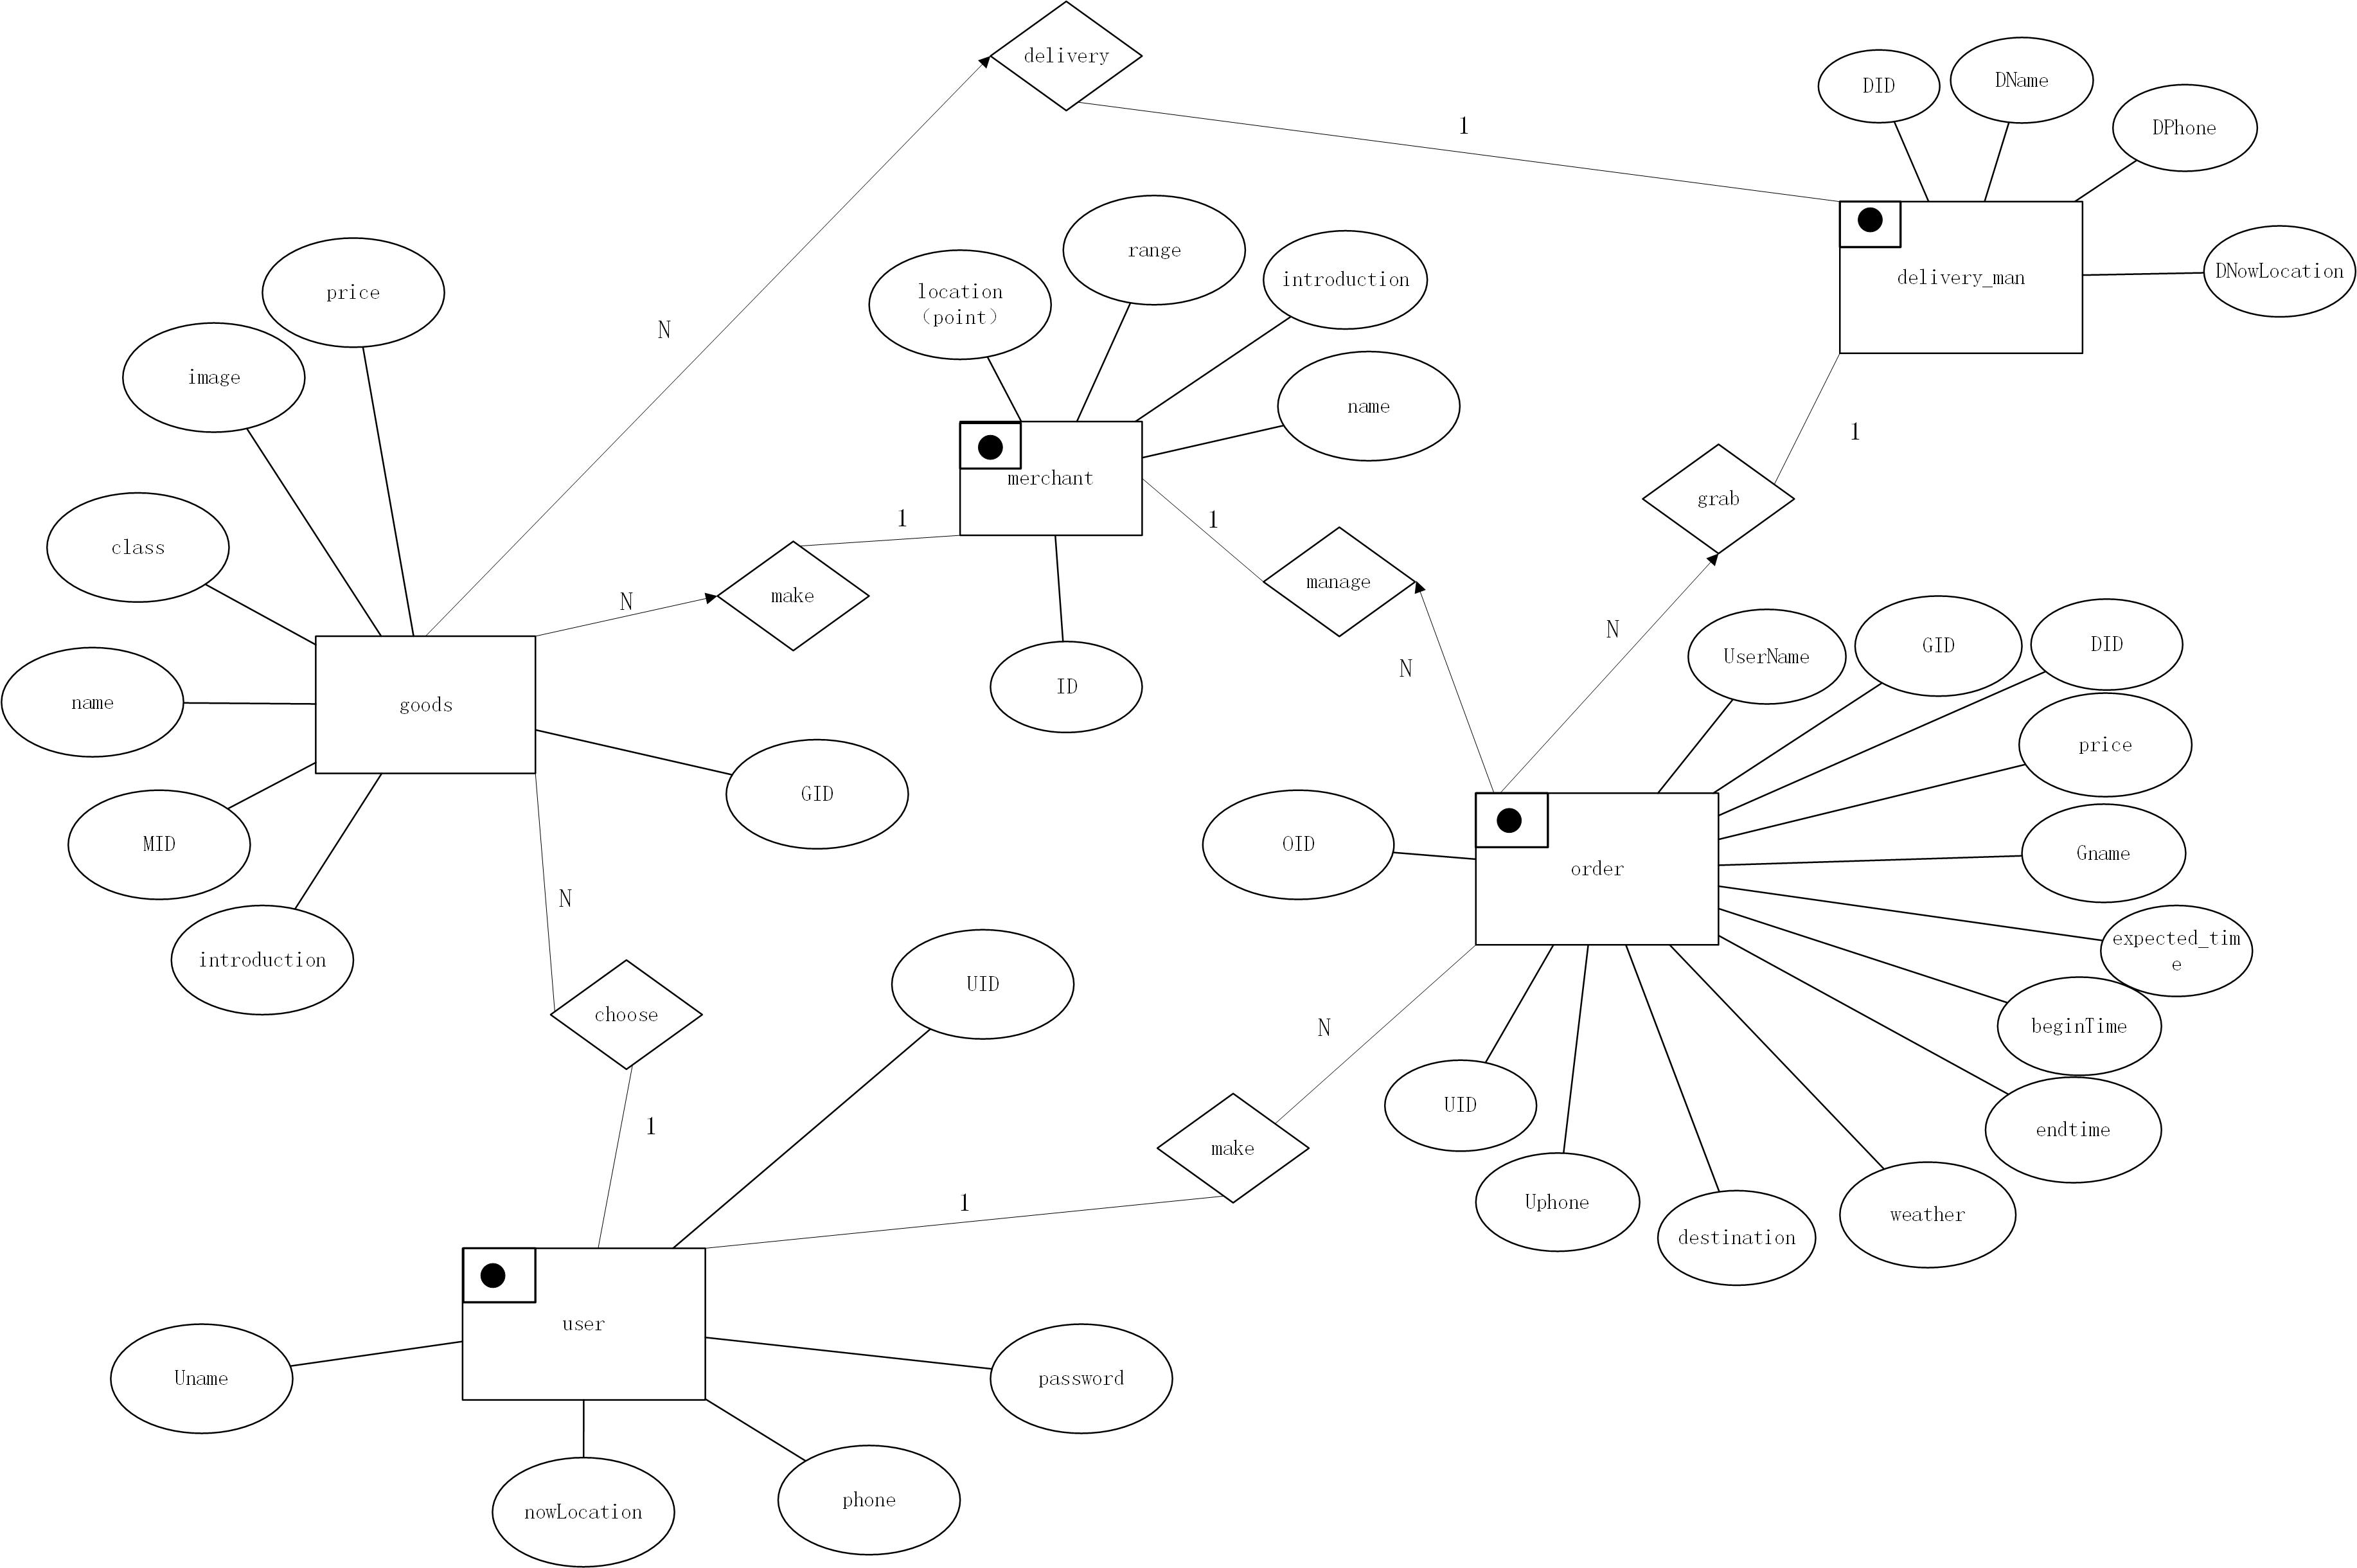 delivery
DID
DName
DPhone
1
delivery_man
DNowLocation
range
introduction
location
（point）
price
N
image
name
merchant
1
1
1
grab
class
make
manage
N
N
N
UserName
GID
DID
ID
name
goods
price
GID
MID
OID
order
Gname
N
introduction
UID
choose
expected_tim
e
beginTime
N
1
UID
endtime
make
1
Uphone
weather
destination
user
Uname
password
nowLocation
phone